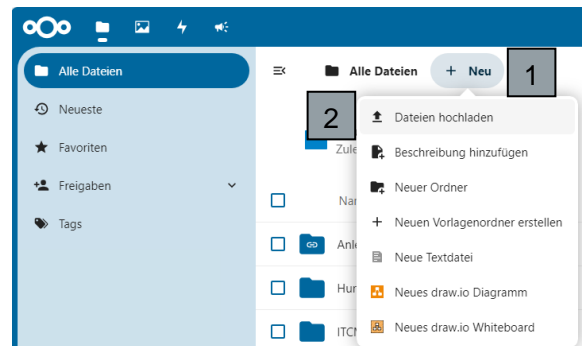 Alle Dateien
Alle Dateien
+ Neu
1
Neueste
2
Dateien hochladen
Favoriten
Beschreibung hinzufügen
Freigaben
Neuer Ordner
Tags
+ Neuen Vorlagenordner erstellen
Neue Textdatei
Neues draw.io Diagramm
Neues draw.io Whiteboard